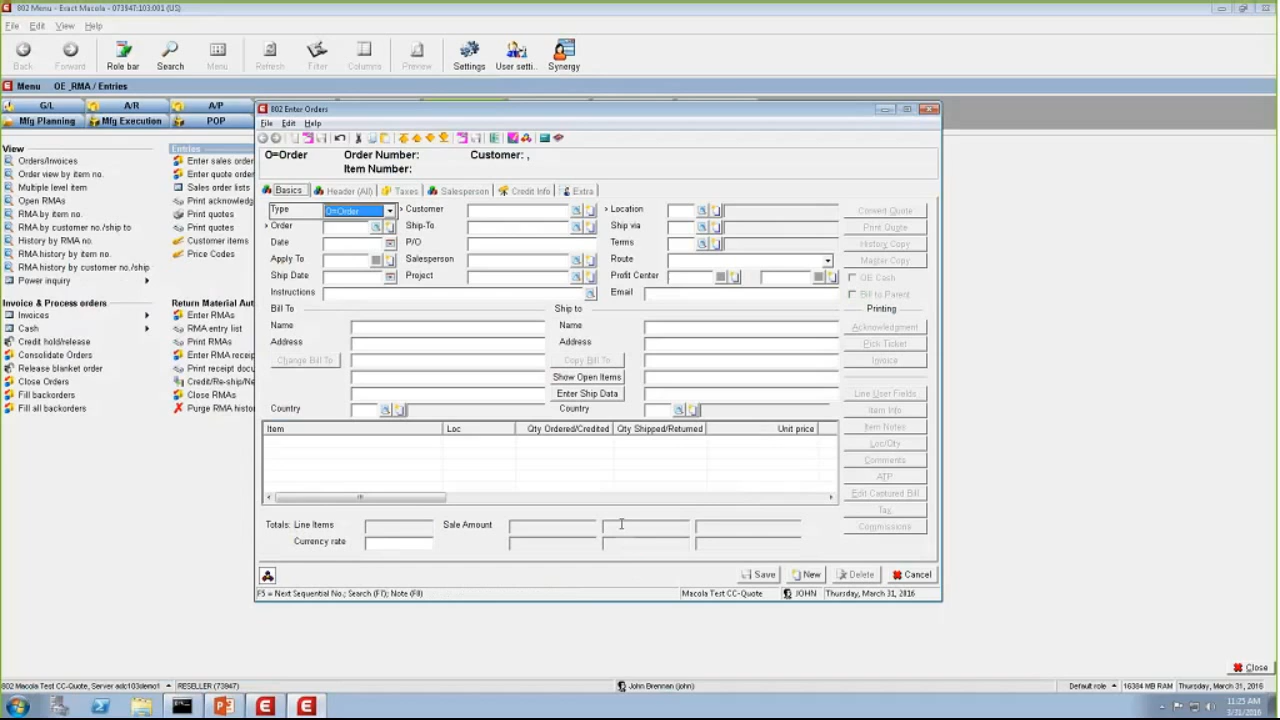 802 Menu - Exact Macola - 073947:103:001 (US)
File Edit View Help
Back Forward Role bar Search Menu Refresh Filter Columns Preview Settings User setti.. Synergy
Menu OE_RMA / Entries
G/L A/R A/P
Mfg Planning Mfg Execution POP
View
Orders/Invoices
Order view by item no.
Multiple level item
Open RMAs
RMA by item no.
RMA by customer no./ship to
History by RMA no.
RMA history by item no.
RMA history by customer no./ship
Power inquiry
Invoice & Process orders
Invoices
Cash
Credit hold/release
Consolidate Orders
Release blanket order
Close Orders
Fill backorders
Fill all backorders
Entries
Enter sales order
Enter quote order
Sales order lists
Print acknowledg
Print quotes
Print quotes
Customer items
Price Codes
Return Material Aut
Enter RMAs
RMA entry list
Print RMAs
Enter RMA receip
Print receipt docu
Credit/Re-ship/Ne
Close RMAs
Purge RMA histo
802 Enter Orders
File Edit Help
O=Order Order Number: Customer: ,
Item Number:
Basics Header (All) Taxes Salesperson Credit Info Extra
Type O=Order Customer Location
Order Ship-To Ship via
Date P/O Terms
Apply To Salesperson Route
Ship Date Project Profit Center
Instructions Email
Bill To Ship to
Name Name
Address Address
Change Bill To Copy Bill To
Show Open Items
Enter Ship Data
Country Country
Item Loc Qty Ordered/Credited Qty Shipped/Returned Unit price
Totals: Line Items Sale Amount
Currency rate
Convert Quote
Print Quote
History Copy
Master Copy
OE Cash
Bill to Parent
Printing
Acknowledgment
Pick Ticket
Invoice
Line User Fields
Item Info
Item Notes
Loc/Qty
Comments
ATP
Edit Captured Bill
Tag
Commissions
Save New Delete Cancel
F5 = Next Sequential No.; Search (F7); Note (F8) Macola Test CC-Quote JOHN Thursday, March 31, 2016
Close
802 Macola Test CC-Quote, Server adc103demo1 RESELLER (73947) John Brennan (john) Default role 16384 MB RAM Thursday, March 31, 2016
11:25 AM
3/31/2016